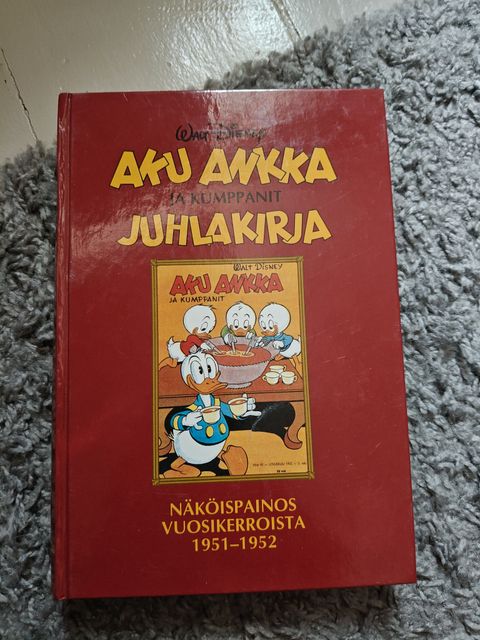 WALT DISNEY
AKU ANKKA
JA KUMPPANIT
JUHLAKIRJA
WALT DISNEY
AKU ANKKA
JA KUMPPANIT
NÄKÖISPAINOS
VUOSIKERROISTA
1951–1952